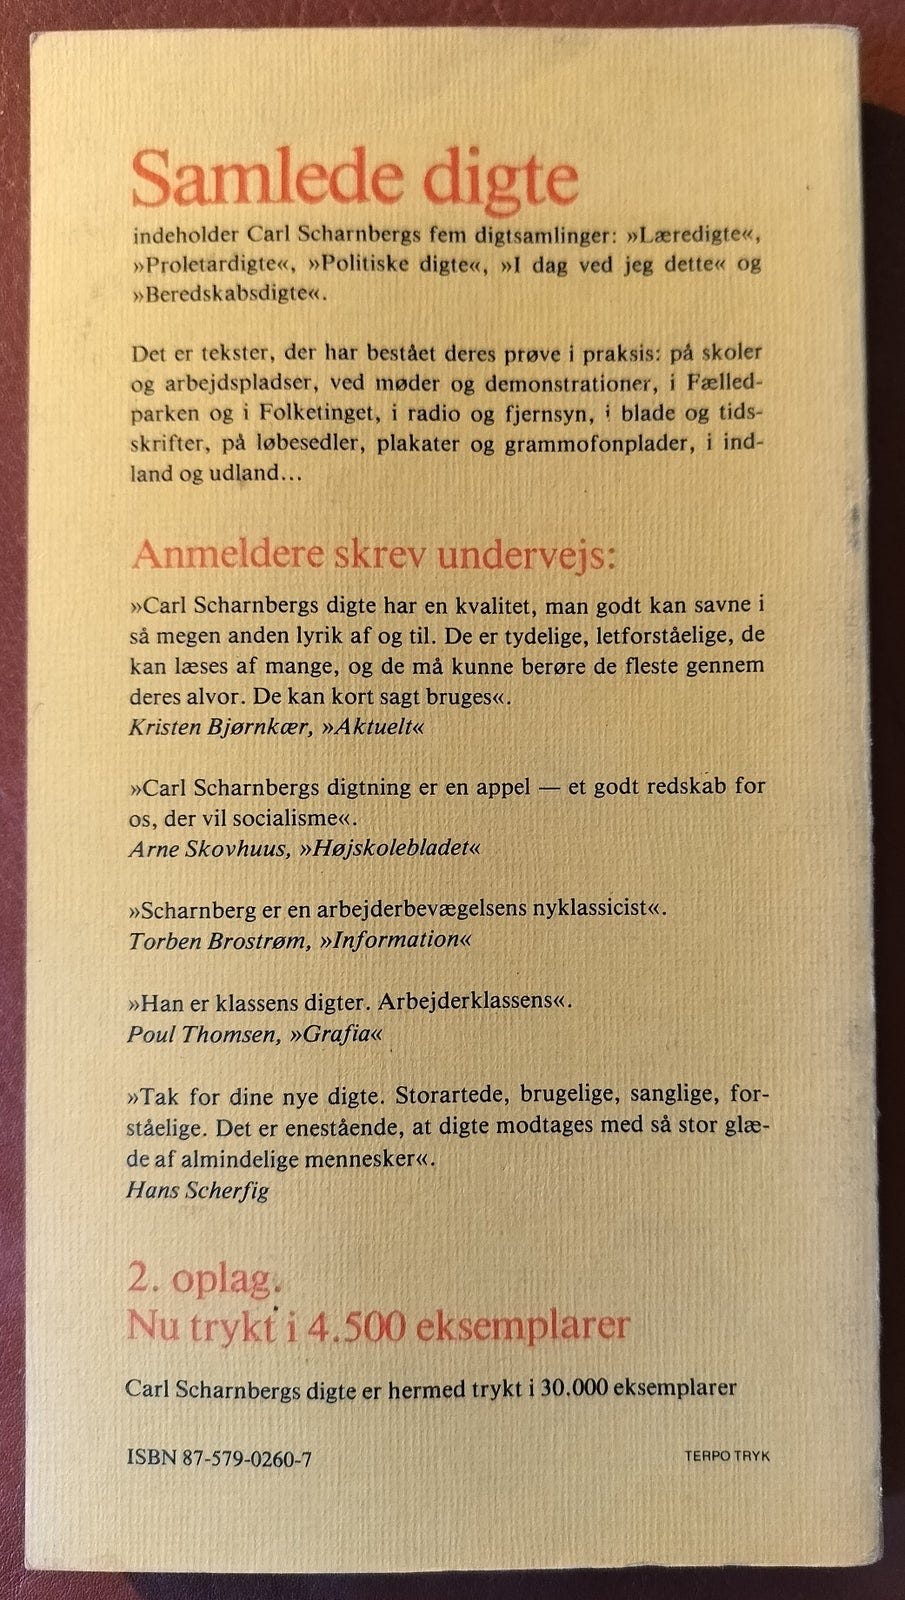 Samlede digte
indeholder Carl Scharnbergs fem digtsamlinger: »Læredigte«,
»Proletardigte«, »Politiske digte«, »I dag ved jeg dette« og
»Beredskabsdigte«.
Det er tekster, der har bestået deres prøve i praksis: på skoler
og arbejdspladser, ved møder og demonstrationer, i Fælled-
parken og i Folketinget, i radio og fjernsyn, i blade og tids-
skrifter, på løbesedler, plakater og grammofonplader, i ind-
land og udland...
Anmeldere skrev undervejs:
»Carl Scharnbergs digte har en kvalitet, man godt kan savne i
så megen anden lyrik af og til. De er tydelige, letforståelige, de
kan læses af mange, og de må kunne berøre de fleste gennem
deres alvor. De kan kort sagt bruges«.
Kristen Bjørnkær, »Aktuelt«
»Carl Scharnbergs digtning er en appel — et godt redskab for
os, der vil socialisme«.
Arne Skovhuus, »Højskolebladet«
»Scharnberg er en arbejderbevægelsens nyklassicist«.
Torben Brostrøm, »Information«
»Han er klassens digter. Arbejderklassens«.
Poul Thomsen, »Grafia«
»Tak for dine nye digte. Storartede, brugelige, sanglige, for-
ståelige. Det er enestående, at digte modtages med så stor glæ-
de af almindelige mennesker«.
Hans Scherfig
2. oplag.
Nu trykt i 4.500 eksemplarer
Carl Scharnbergs digte er hermed trykt i 30.000 eksemplarer
ISBN 87-579-0260-7
TERPO TRYK